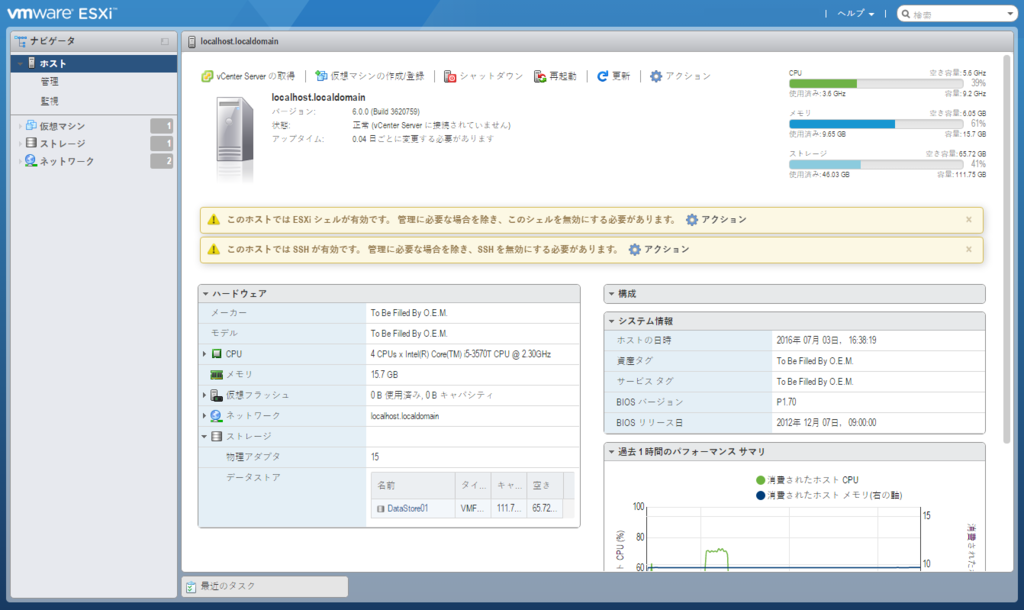 vmware ESXi™
ヘルプ
検索
ナビゲータ
ホスト
管理
監視
仮想マシン 1
ストレージ 1
ネットワーク 2
localhost.localdomain
vCenter Server の取得
仮想マシンの作成/登録
シャットダウン
再起動
更新
アクション
localhost.localdomain
バージョン: 6.0.0 (Build 3620759)
状態: 正常 (vCenter Server に接続されていません)
アップタイム: 0.04 日ごとに変更する必要があります
CPU 空き容量: 5.6 GHz
39%
使用済み: 3.6 GHz 容量: 9.2 GHz
メモリ 空き容量: 6.05 GB
61%
使用済み: 9.65 GB 容量: 15.7 GB
ストレージ 空き容量: 65.72 GB
41%
使用済み: 46.03 GB 容量: 111.75 GB
このホストでは ESXi シェルが有効です。 管理に必要な場合を除き、このシェルを無効にする必要があります。 アクション
このホストでは SSH が有効です。 管理に必要な場合を除き、SSH を無効にする必要があります。 アクション
ハードウェア
メーカー To Be Filled By O.E.M.
モデル To Be Filled By O.E.M.
CPU 4 CPUs x Intel(R) Core(TM) i5-3570T CPU @ 2.30GHz
メモリ 15.7 GB
仮想フラッシュ 0 B 使用済み, 0 B キャパシティ
ネットワーク localhost.localdomain
ストレージ
物理アダプタ 15
データストア
名前 タイ... キャ... 空き
DataStore01 VMF... 111.7... 65.72...
構成
システム情報
ホストの日時 2016年 07月 03日, 16:38:19
資産タグ To Be Filled By O.E.M.
サービス タグ To Be Filled By O.E.M.
BIOS バージョン P1.70
BIOS リリース日 2012年 12月 07日, 09:00:00
過去 1 時間のパフォーマンス サマリ
消費されたホスト CPU
消費されたホスト メモリ(右の軸)
100
80
60
15
10
ト CPU (%)
消費された
最近のタスク